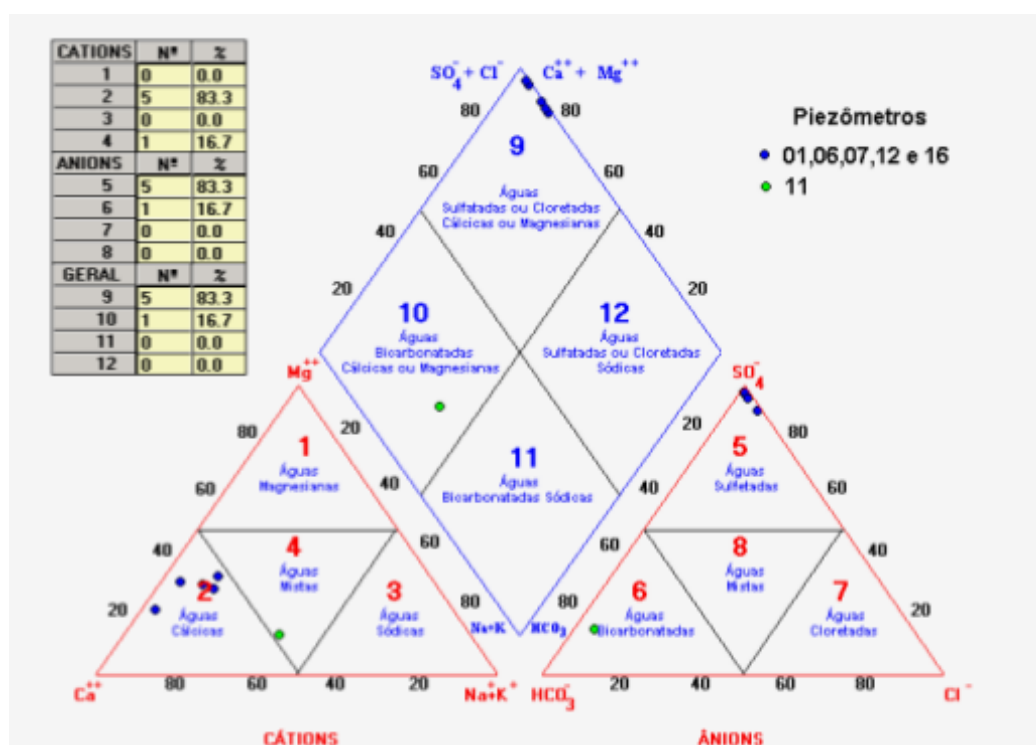 CATIONS Nº %
1 0 0.0
2 5 83.3
3 0 0.0
4 1 16.7
ANIONS Nº %
5 5 83.3
6 1 16.7
7 0 0.0
8 0 0.0
GERAL Nº %
9 5 83.3
10 1 16.7
11 0 0.0
12 0 0.0
SO4- + Cl-
Ca++ + Mg++
80
80
60
60
40
40
20
20
9
Águas
Sulfatadas ou Cloretadas
Cálcicas ou Magnesianas
10
Águas
Bicarbonatadas
Cálcicas ou Magnesianas
12
Águas
Sulfatadas ou Cloretadas
Sódicas
11
Águas
Bicarbonatadas Sódicas
20
40
60
80
Na+K
20
40
60
80
HCO3
Piezômetros
01,06,07,12 e 16
11
Mg++
80
60
40
20
1
Águas
Magnesianas
2
Águas
Cálcicas
4
Águas
Mistas
3
Águas
Sódicas
Ca++
80
60
40
20
Na+K+
CÁTIONS
SO4-
80
60
40
20
5
Águas
Sulfetadas
6
Águas
Bicarbonatadas
8
Águas
Mistas
7
Águas
Cloretadas
HCO3-
20
40
60
80
Cl-
ÂNIONS